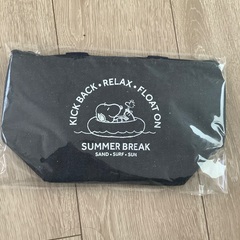 KICK BACK • RELAX • FLOAT ON
SUMMER BREAK
SAND • SURF • SUN